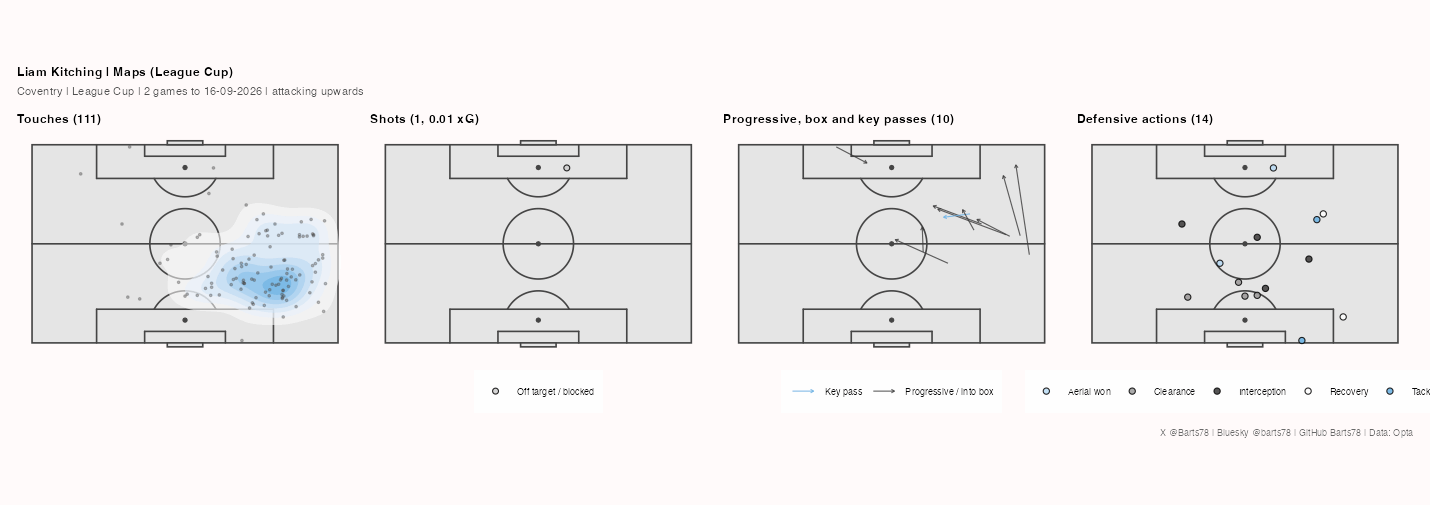 Liam Kitching | Maps (League Cup)
Coventry | League Cup | 2 games to 16-09-2026 | attacking upwards
Touches (111)
Shots (1, 0.01 xG)
Progressive, box and key passes (10)
Defensive actions (14)
Off target / blocked
Key pass
Progressive / into box
Aerial won
Clearance
Interception
Recovery
Tack
X @Barts78 | Bluesky @barts78 | GitHub Barts78 | Data: Opta